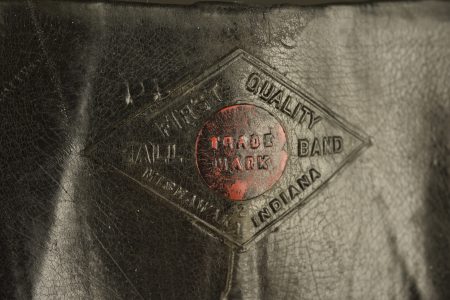 FIRST QUALITY
BALL BAND
TRADE
MARK
MISHAWAKA INDIANA